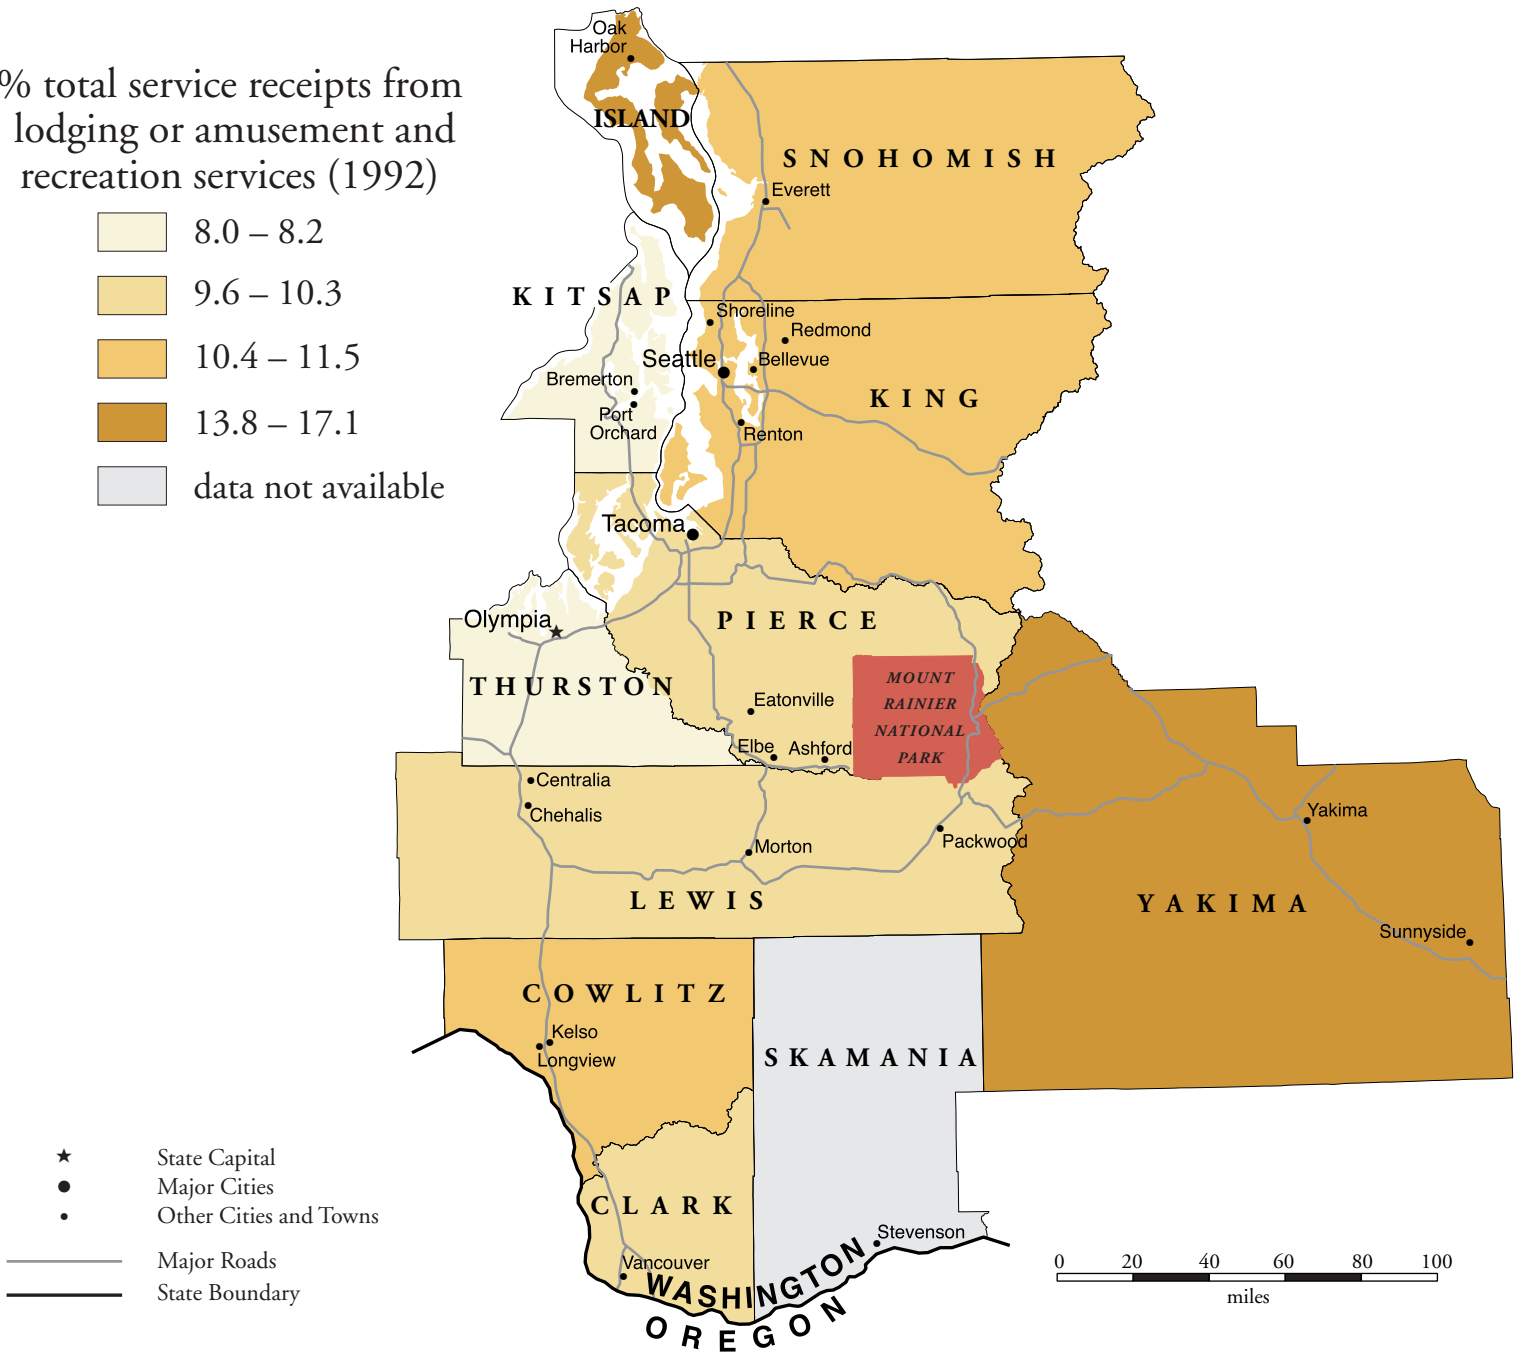 % total service receipts from
lodging or amusement and
recreation services (1992)
8.0 – 8.2
9.6 – 10.3
10.4 – 11.5
13.8 – 17.1
data not available
Oak
Harbor
ISLAND
SNOHOMISH
Everett
KITSAP
Shoreline
Redmond
Seattle
Bellevue
Bremerton
KING
Port
Orchard
Renton
Tacoma
Olympia
PIERCE
THURSTON
MOUNT
RAINIER
NATIONAL
PARK
Eatonville
Elbe
Ashford
Centralia
Chehalis
Morton
Packwood
Yakima
LEWIS
YAKIMA
Sunnyside
COWLITZ
Kelso
Longview
SKAMANIA
CLARK
Stevenson
Vancouver
WASHINGTON
OREGON
State Capital
Major Cities
Other Cities and Towns
Major Roads
State Boundary
0 20 40 60 80 100
miles